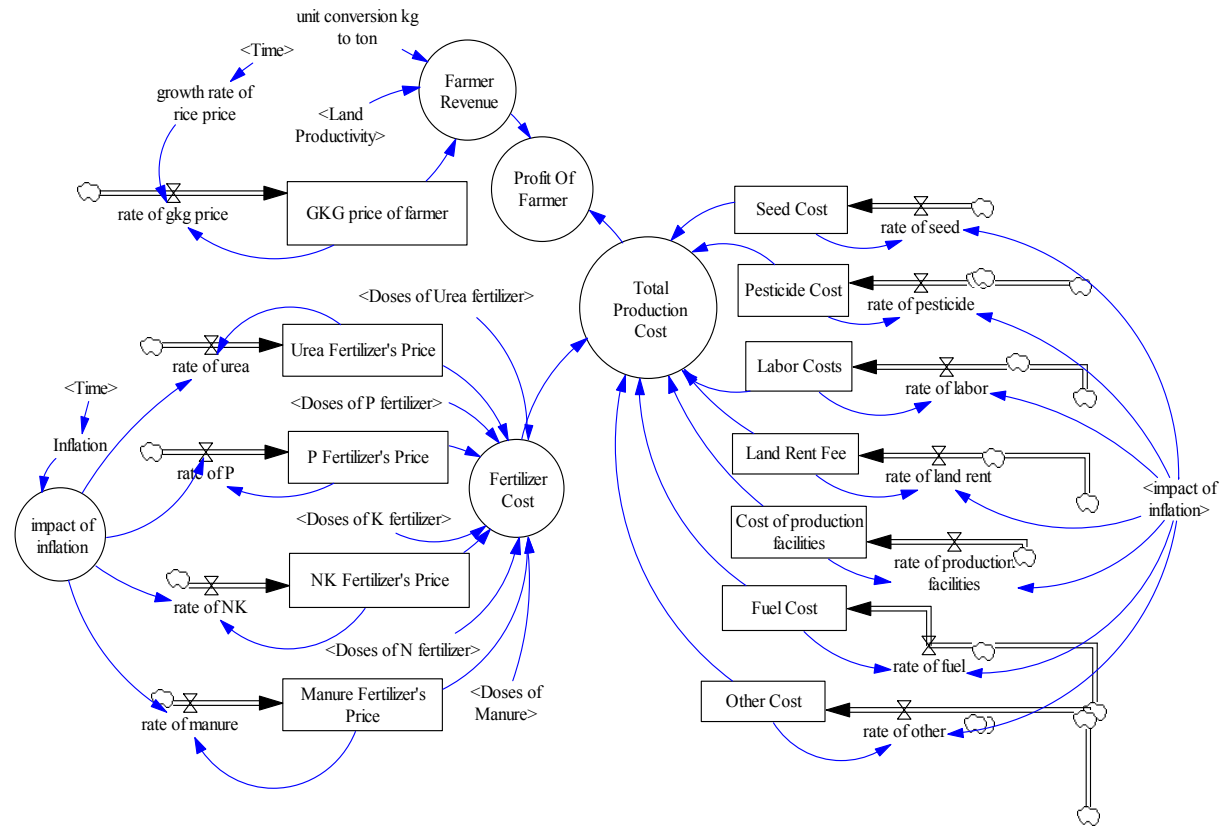 unit conversion kg
to ton
<Time>
growth rate of
rice price
Farmer
Revenue
<Land
Productivity>
Profit Of
Farmer
rate of gkg price
GKG price of farmer
Seed Cost
rate of seed
Total
Production
Cost
Pesticide Cost
rate of pesticide
<Doses of Urea fertilizer>
Urea Fertilizer's Price
rate of urea
Labor Costs
rate of labor
<Time>
Inflation
<Doses of P fertilizer>
P Fertilizer's Price
rate of P
Land Rent Fee
rate of land rent
Fertilizer
Cost
<impact of
inflation>
impact of
inflation
<Doses of K fertilizer>
Cost of production
facilities
rate of production
facilities
NK Fertilizer's Price
rate of NK
Fuel Cost
rate of fuel
<Doses of N fertilizer>
<Doses of
Manure>
Manure Fertilizer's
Price
rate of manure
Other Cost
rate of other